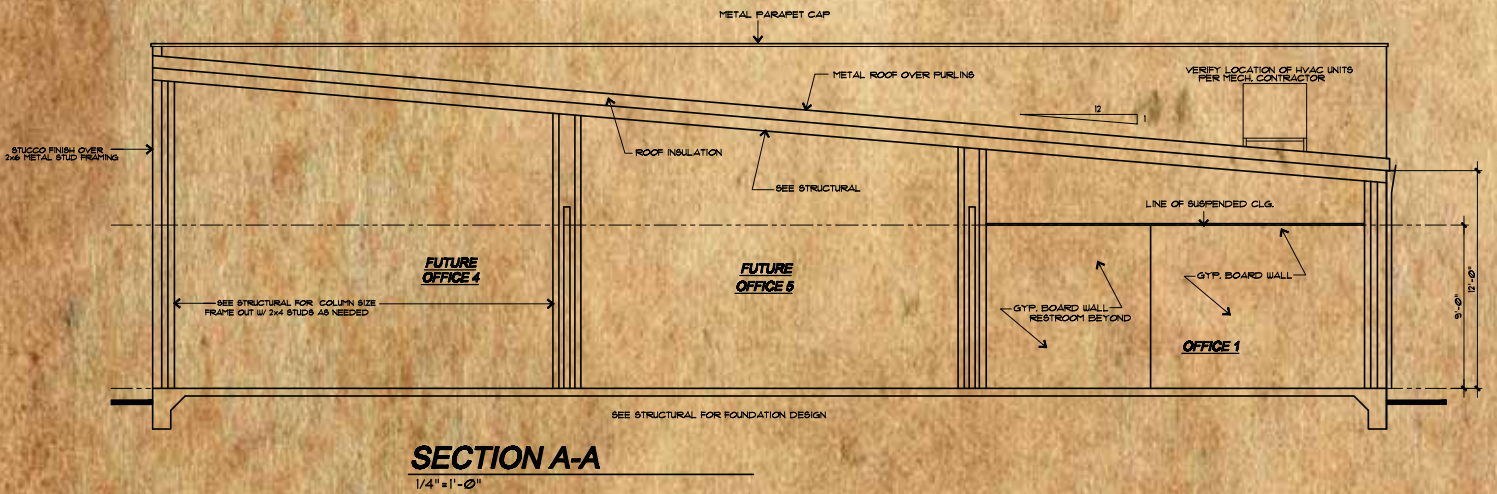 METAL PARAPET CAP
METAL ROOF OVER PURLINS
VERIFY LOCATION OF HVAC UNITS
PER MECH. CONTRACTOR
12
1
STUCCO FINISH OVER
2x6 METAL STUD FRAMING
ROOF INSULATION
SEE STRUCTURAL
LINE OF SUSPENDED CLG.
FUTURE
OFFICE 4
FUTURE
OFFICE 5
GYP. BOARD WALL
SEE STRUCTURAL FOR COLUMN SIZE
FRAME OUT W/ 2x4 STUDS AS NEEDED
GYP. BOARD WALL
RESTROOM BEYOND
OFFICE 1
9'-0"
12'-0"
SEE STRUCTURAL FOR FOUNDATION DESIGN
SECTION A-A
1/4"=1'-0"